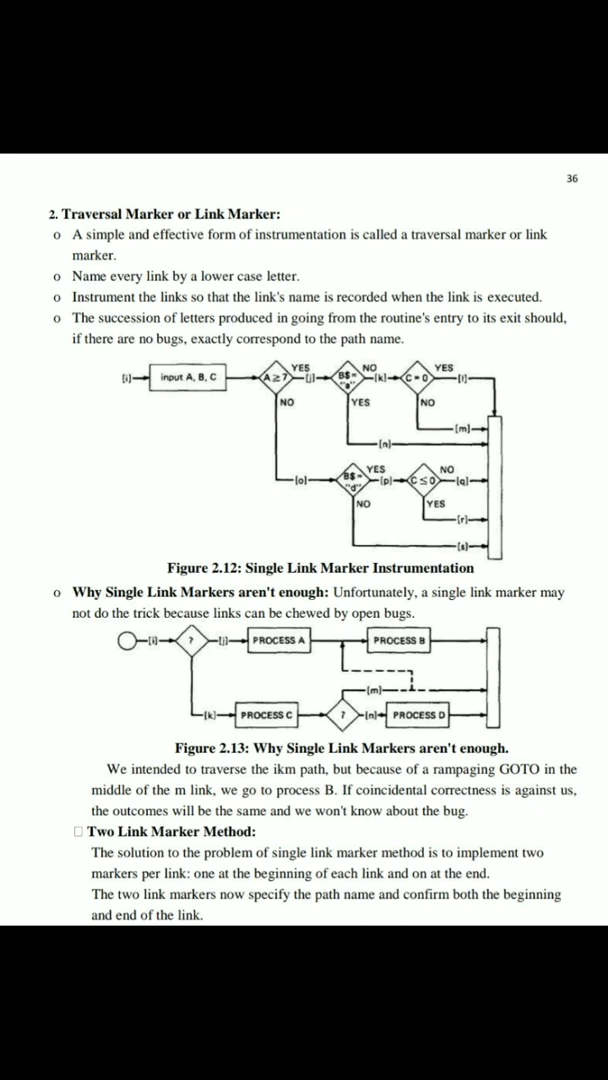 36
2. Traversal Marker or Link Marker:
o A simple and effective form of instrumentation is called a traversal marker or link
marker.
o Name every link by a lower case letter.
o Instrument the links so that the link's name is recorded when the link is executed.
o The succession of letters produced in going from the routine's entry to its exit should,
if there are no bugs, exactly correspond to the path name.
[i] input A, B, C A≥7 YES [j] B$= "a" NO [k] C=0 YES [l]
NO YES NO
[m]
[n]
[o] B$= "d" YES [p] C≤0 NO [q]
NO YES
[r]
[s]
Figure 2.12: Single Link Marker Instrumentation
o Why Single Link Markers aren't enough: Unfortunately, a single link marker may
not do the trick because links can be chewed by open bugs.
[i] ? [j] PROCESS A PROCESS B
[m]
[k] PROCESS C ? [n] PROCESS D
Figure 2.13: Why Single Link Markers aren't enough.
We intended to traverse the ikm path, but because of a rampaging GOTO in the
middle of the m link, we go to process B. If coincidental correctness is against us,
the outcomes will be the same and we won't know about the bug.
Two Link Marker Method:
The solution to the problem of single link marker method is to implement two
markers per link: one at the beginning of each link and on at the end.
The two link markers now specify the path name and confirm both the beginning
and end of the link.